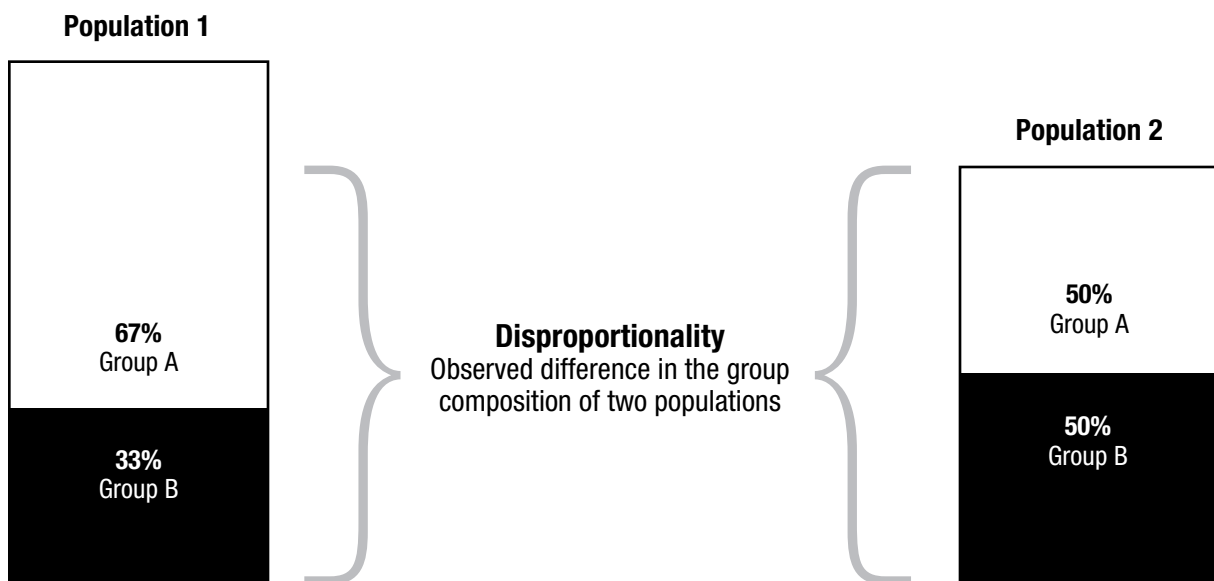 Population 1
67%
Group A
33%
Group B
Disproportionality
Observed difference in the group
composition of two populations
Population 2
50%
Group A
50%
Group B